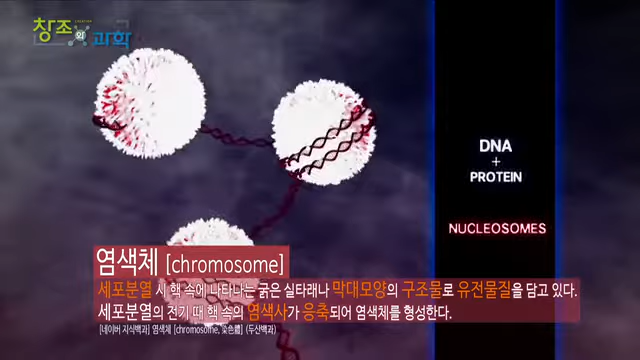 창조의 과학
CREATION
DNA
+
PROTEIN
NUCLEOSOMES
염색체 [chromosome]
세포분열 시 핵 속에 나타나는 굵은 실타래나 막대모양의 구조물로 유전물질을 담고 있다.
세포분열의 전기 때 핵 속의 염색사가 응축되어 염색체를 형성한다.
[네이버 지식백과] 염색체 [chromosome, 染色體] (두산백과)